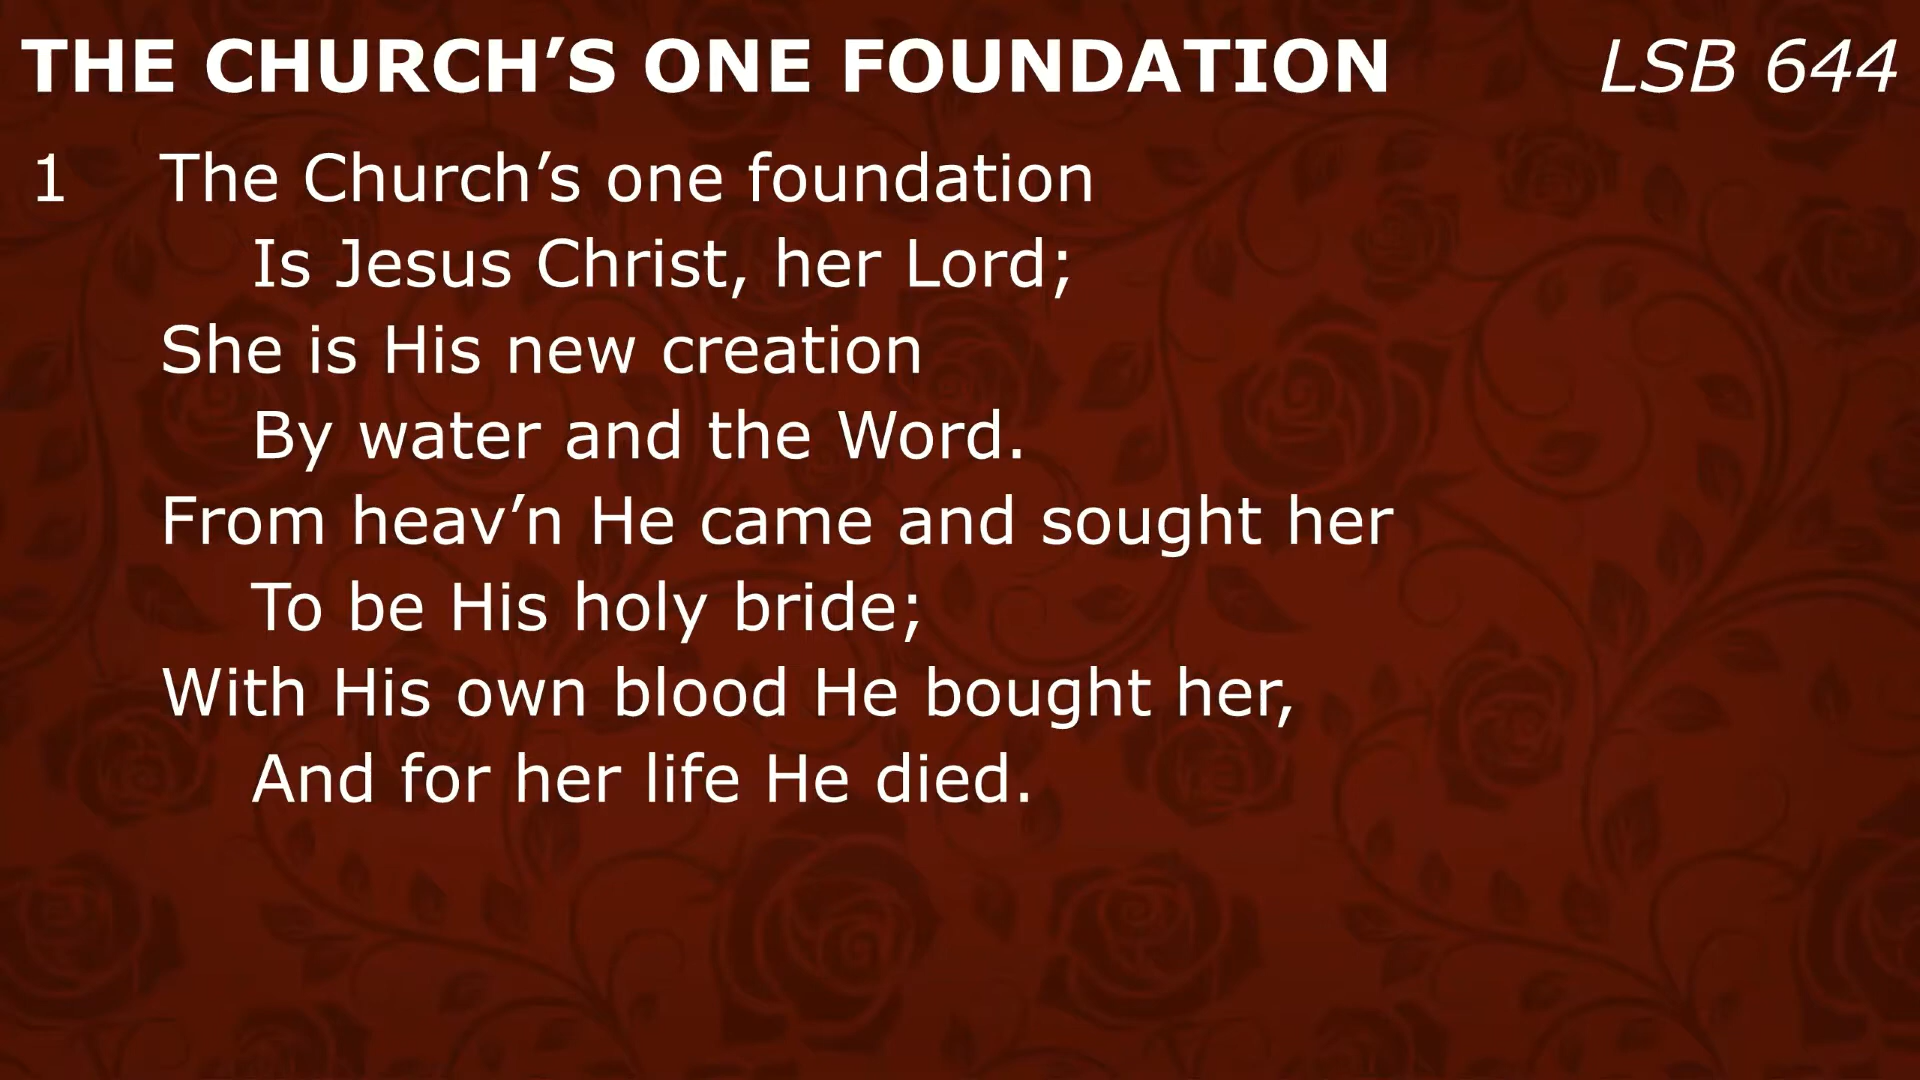 THE CHURCH’S ONE FOUNDATION LSB 644
1 The Church’s one foundation
Is Jesus Christ, her Lord;
She is His new creation
By water and the Word.
From heav’n He came and sought her
To be His holy bride;
With His own blood He bought her,
And for her life He died.